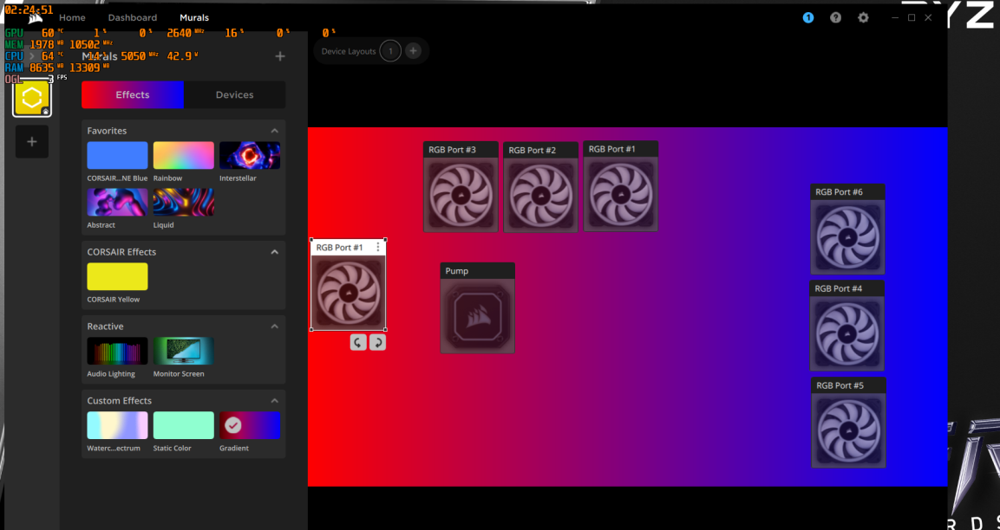 02:24:51
Home Dashboard Murals
1
GPU 60 °C 1 % 0 % 2640 MHz 16 % 0 % 0 %
MEM 1978 MB 10502 MHz
CPU 64 °C 5050 MHz 42.9 W
RAM 8635 MB 13309 MB
OGL 3 FPS
Murals
Device Layouts 1
Effects Devices
Favorites
CORSAIR...NE Blue Rainbow Interstellar
Abstract Liquid
CORSAIR Effects
CORSAIR Yellow
Reactive
Audio Lighting Monitor Screen
Custom Effects
Waterc...ectrum Static Color Gradient
RGB Port #3 RGB Port #2 RGB Port #1
RGB Port #6
RGB Port #1
Pump
RGB Port #4
RGB Port #5
YZ
R D S